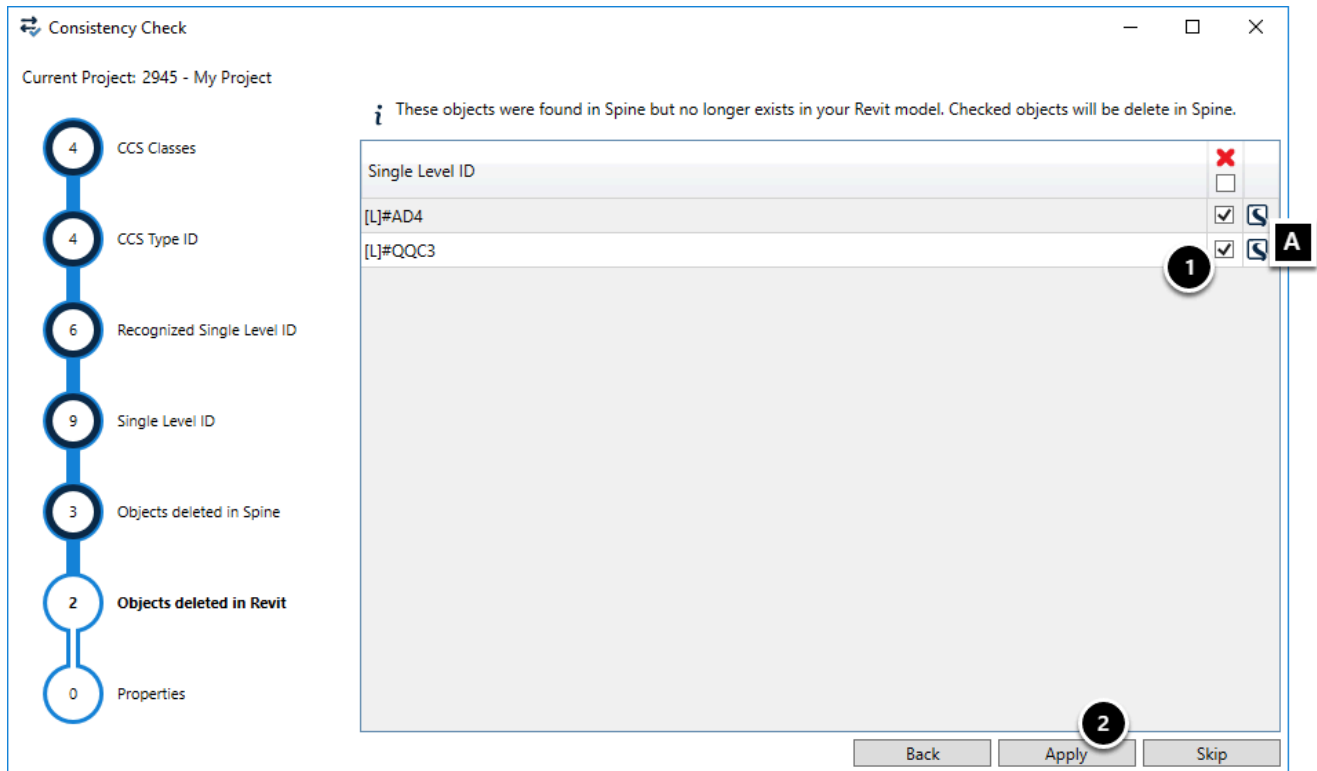 Consistency Check
Current Project: 2945 - My Project
i These objects were found in Spine but no longer exists in your Revit model. Checked objects will be delete in Spine.
4 CCS Classes
4 CCS Type ID
6 Recognized Single Level ID
9 Single Level ID
3 Objects deleted in Spine
2 Objects deleted in Revit
0 Properties
Single Level ID
[L]#AD4
[L]#QQC3
A
1
2
Back Apply Skip